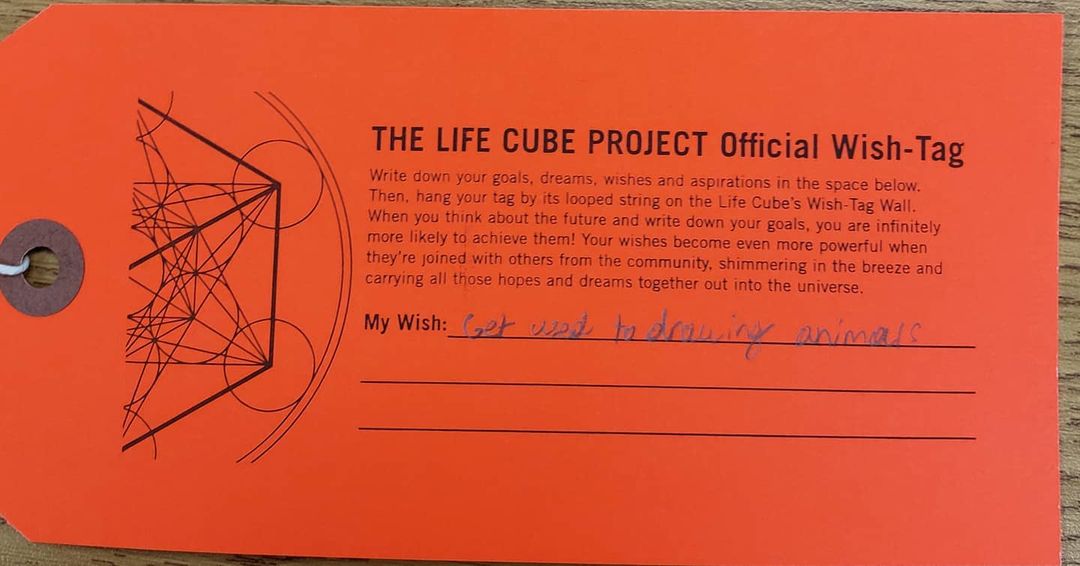 THE LIFE CUBE PROJECT Official Wish-Tag
Write down your goals, dreams, wishes and aspirations in the space below.
Then, hang your tag by its looped string on the Life Cube's Wish-Tag Wall.
When you think about the future and write down your goals, you are infinitely
more likely to achieve them! Your wishes become even more powerful when
they're joined with others from the community, shimmering in the breeze and
carrying all those hopes and dreams together out into the universe.
My Wish: Get used to drawing animals